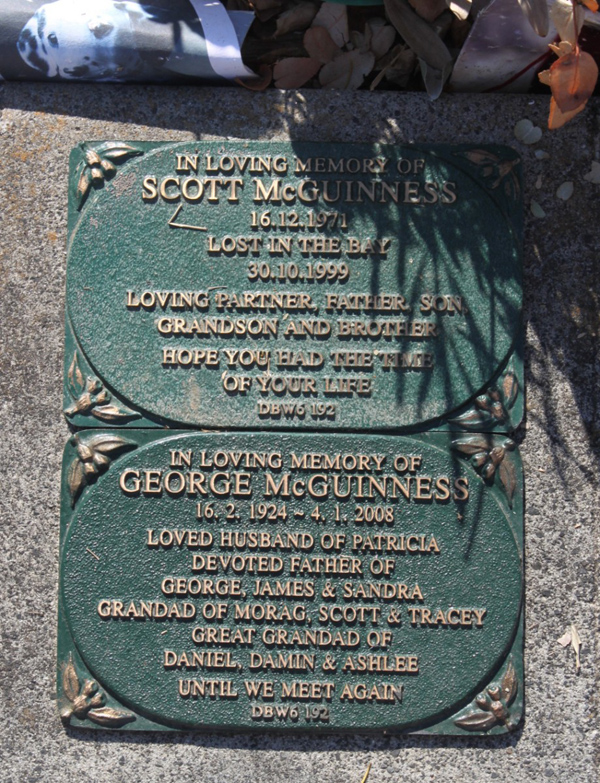 IN LOVING MEMORY OF
SCOTT McGUINNESS
16.12.1971
LOST IN THE BAY
30.10.1999
LOVING PARTNER, FATHER, SON,
GRANDSON AND BROTHER
HOPE YOU HAD THE TIME
OF YOUR LIFE
DBW6 192
IN LOVING MEMORY OF
GEORGE McGUINNESS
16. 2. 1924 ~ 4. 1. 2008
LOVED HUSBAND OF PATRICIA
DEVOTED FATHER OF
GEORGE, JAMES & SANDRA
GRANDAD OF MORAG, SCOTT & TRACEY
GREAT GRANDAD OF
DANIEL, DAMIN & ASHLEE
UNTIL WE MEET AGAIN
DBW6 192